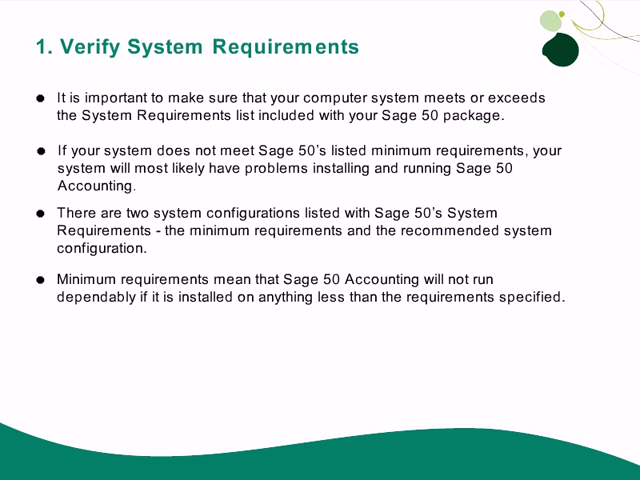 1. Verify System Requirements
● It is important to make sure that your computer system meets or exceeds
the System Requirements list included with your Sage 50 package.
● If your system does not meet Sage 50's listed minimum requirements, your
system will most likely have problems installing and running Sage 50
Accounting.
● There are two system configurations listed with Sage 50's System
Requirements - the minimum requirements and the recommended system
configuration.
● Minimum requirements mean that Sage 50 Accounting will not run
dependably if it is installed on anything less than the requirements specified.